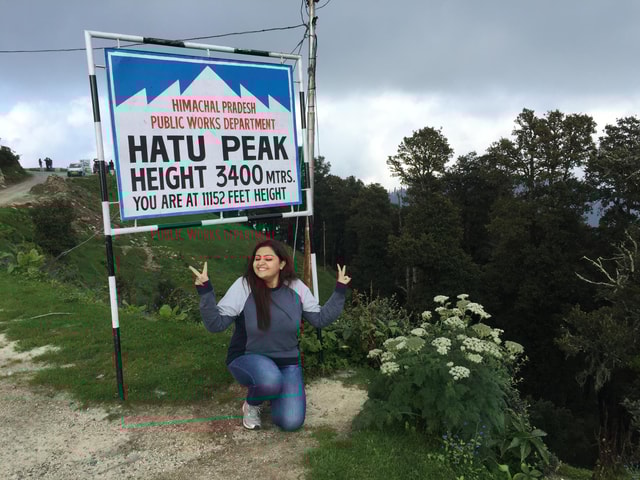 HIMACHAL PRADESH
PUBLIC WORKS DEPARTMENT
HATU PEAK
HEIGHT 3400 MTRS.
YOU ARE AT 11152 FEET HEIGHT